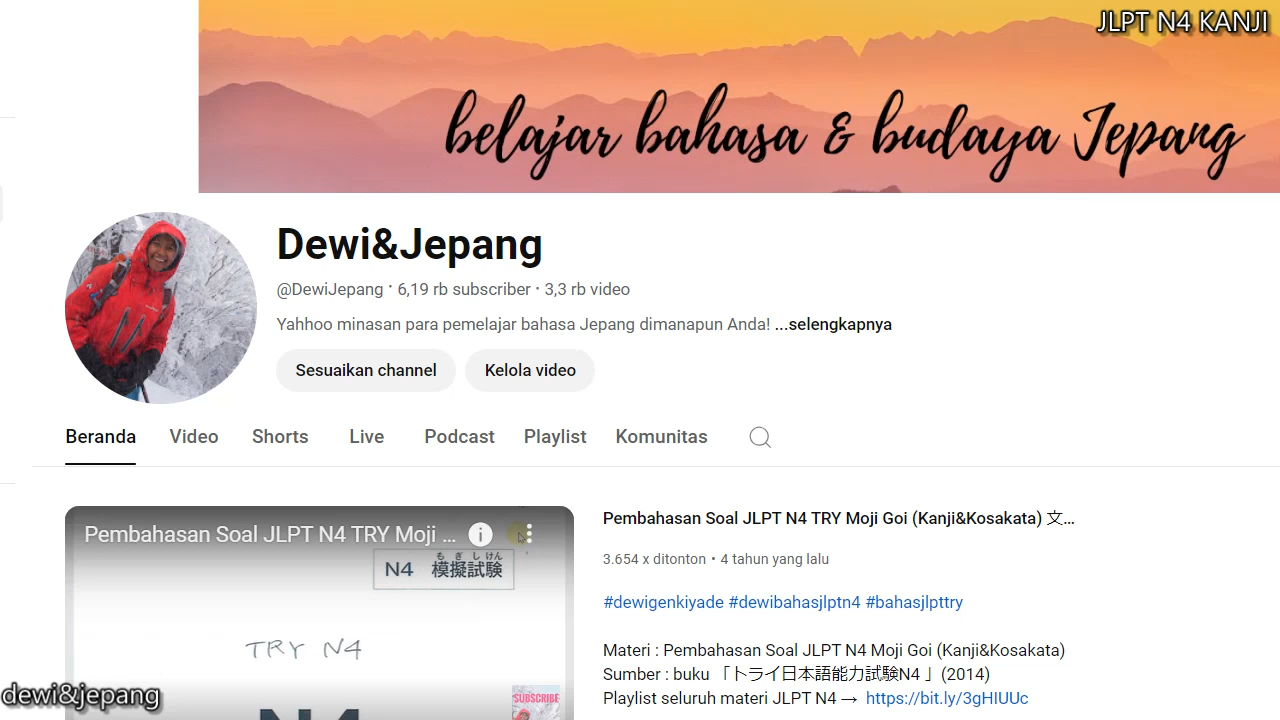 JLPT N4 KANJI
belajar bahasa & budaya Jepang
Dewi&Jepang
@DewiJepang · 6,19 rb subscriber · 3,3 rb video
Yahhoo minasan para pemelajar bahasa Jepang dimanapun Anda! ...selengkapnya
Sesuaikan channel Kelola video
Beranda Video Shorts Live Podcast Playlist Komunitas
Pembahasan Soal JLPT N4 TRY Moji ...
もぎしけん
N4 模擬試験
TRY N4
N4
SUBSCRIBE
Pembahasan Soal JLPT N4 TRY Moji Goi (Kanji&Kosakata) 文...
3.654 x ditonton · 4 tahun yang lalu
#dewigenkiyade #dewibahasjlptn4 #bahasjlpttry
Materi : Pembahasan Soal JLPT N4 Moji Goi (Kanji&Kosakata)
Sumber : buku 「トライ日本語能力試験N4 」(2014)
Playlist seluruh materi JLPT N4 → https://bit.ly/3gHIUUc
dewi&jepang